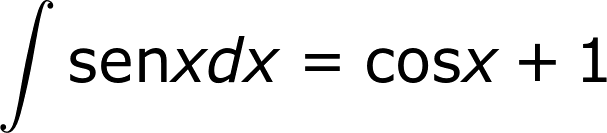 ∫ senxdx = cosx + 1